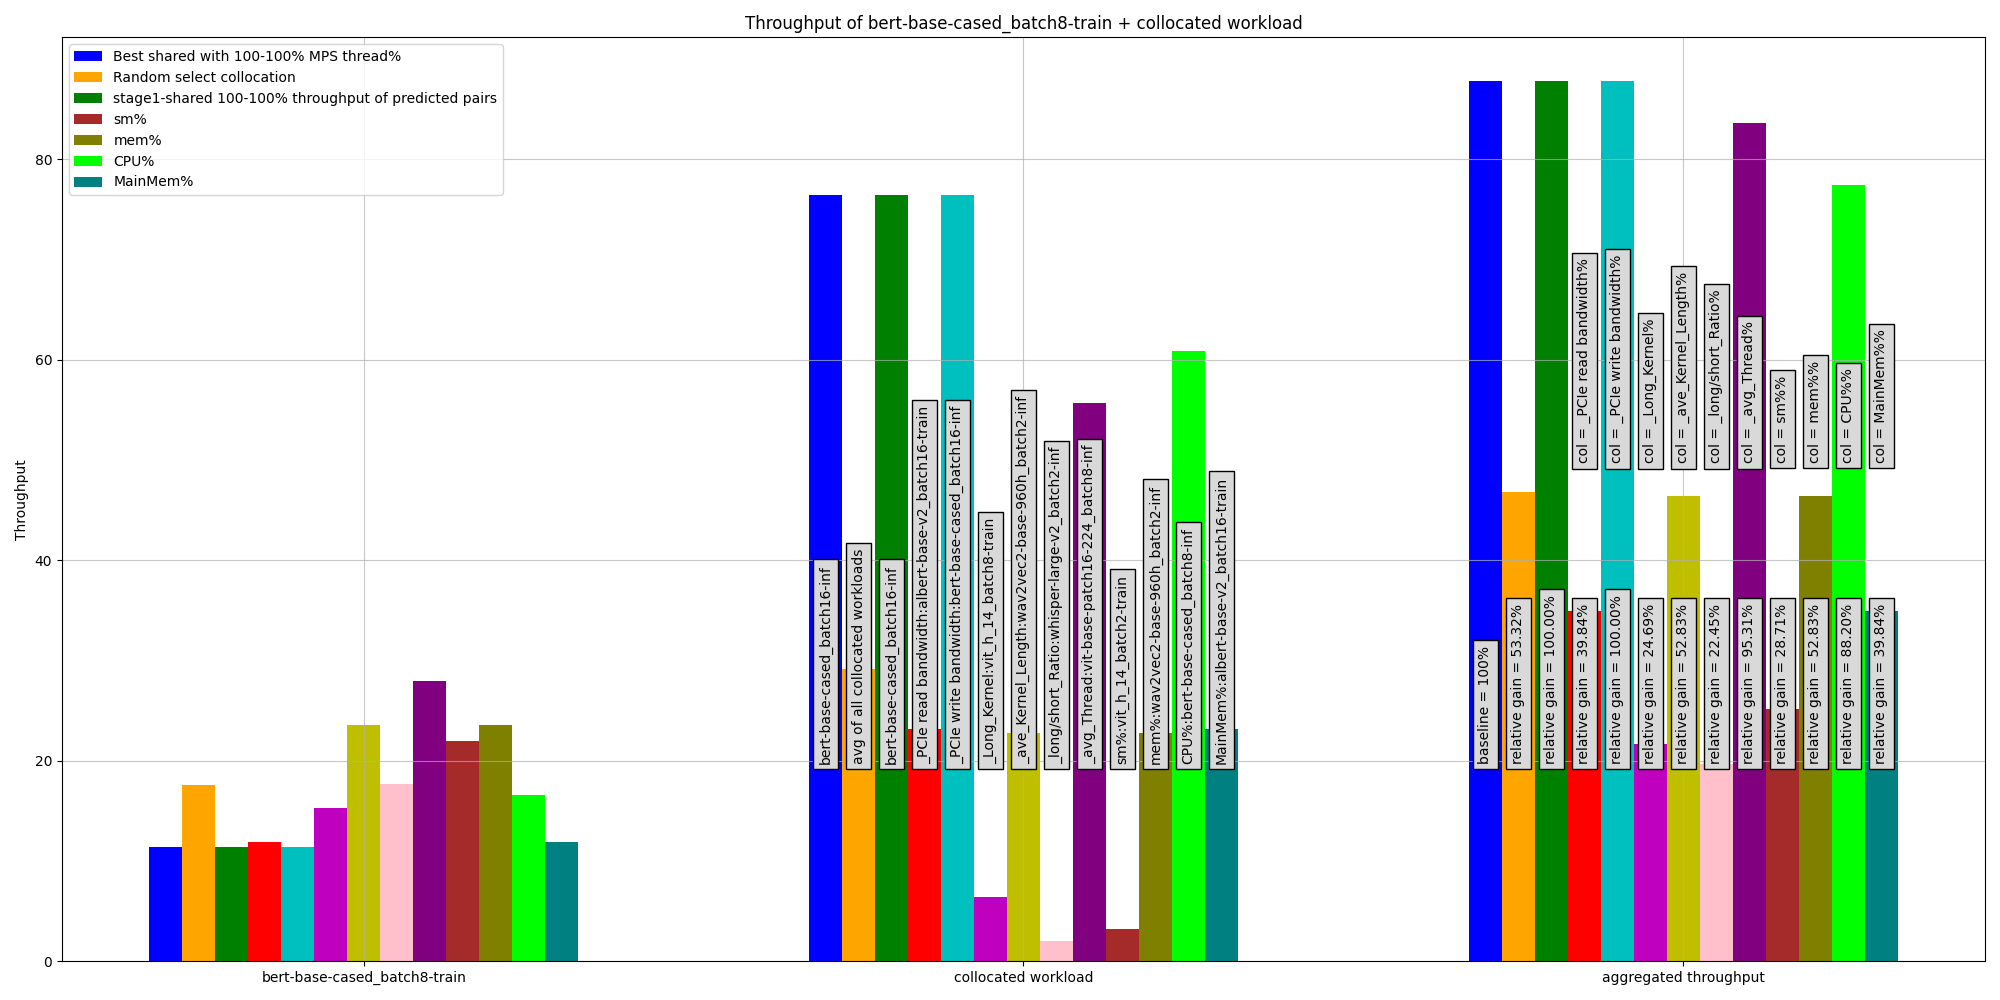 Throughput of bert-base-cased_batch8-train + collocated workload
Best shared with 100-100% MPS thread%
Random select collocation
stage1-shared 100-100% throughput of predicted pairs
sm%
mem%
CPU%
MainMem%
Throughput
80
60
40
20
0
bert-base-cased_batch16-inf
avg of all collocated workloads
bert-base-cased_batch16-inf
_PCIe read bandwidth:albert-base-v2_batch16-train
_PCIe write bandwidth:bert-base-cased_batch16-inf
_Long_Kernel:vit_h_14_batch8-train
_ave_Kernel_Length:wav2vec2-base-960h_batch2-inf
_long/short_Ratio:whisper-large-v2_batch2-inf
_avg_Thread:vit-base-patch16-224_batch8-inf
sm%:vit_h_14_batch2-train
mem%:wav2vec2-base-960h_batch2-inf
CPU%:bert-base-cased_batch8-inf
MainMem%:albert-base-v2_batch16-train
col = _PCIe read bandwidth%
col = _PCIe write bandwidth%
col = _Long_Kernel%
col = _ave_Kernel_Length%
col = _long/short_Ratio%
col = _avg_Thread%
col = sm%%
col = mem%%
col = CPU%%
col = MainMem%%
baseline = 100%
relative gain = 53.32%
relative gain = 100.00%
relative gain = 39.84%
relative gain = 100.00%
relative gain = 24.69%
relative gain = 52.83%
relative gain = 22.45%
relative gain = 95.31%
relative gain = 28.71%
relative gain = 52.83%
relative gain = 88.20%
relative gain = 39.84%
bert-base-cased_batch8-train
collocated workload
aggregated throughput